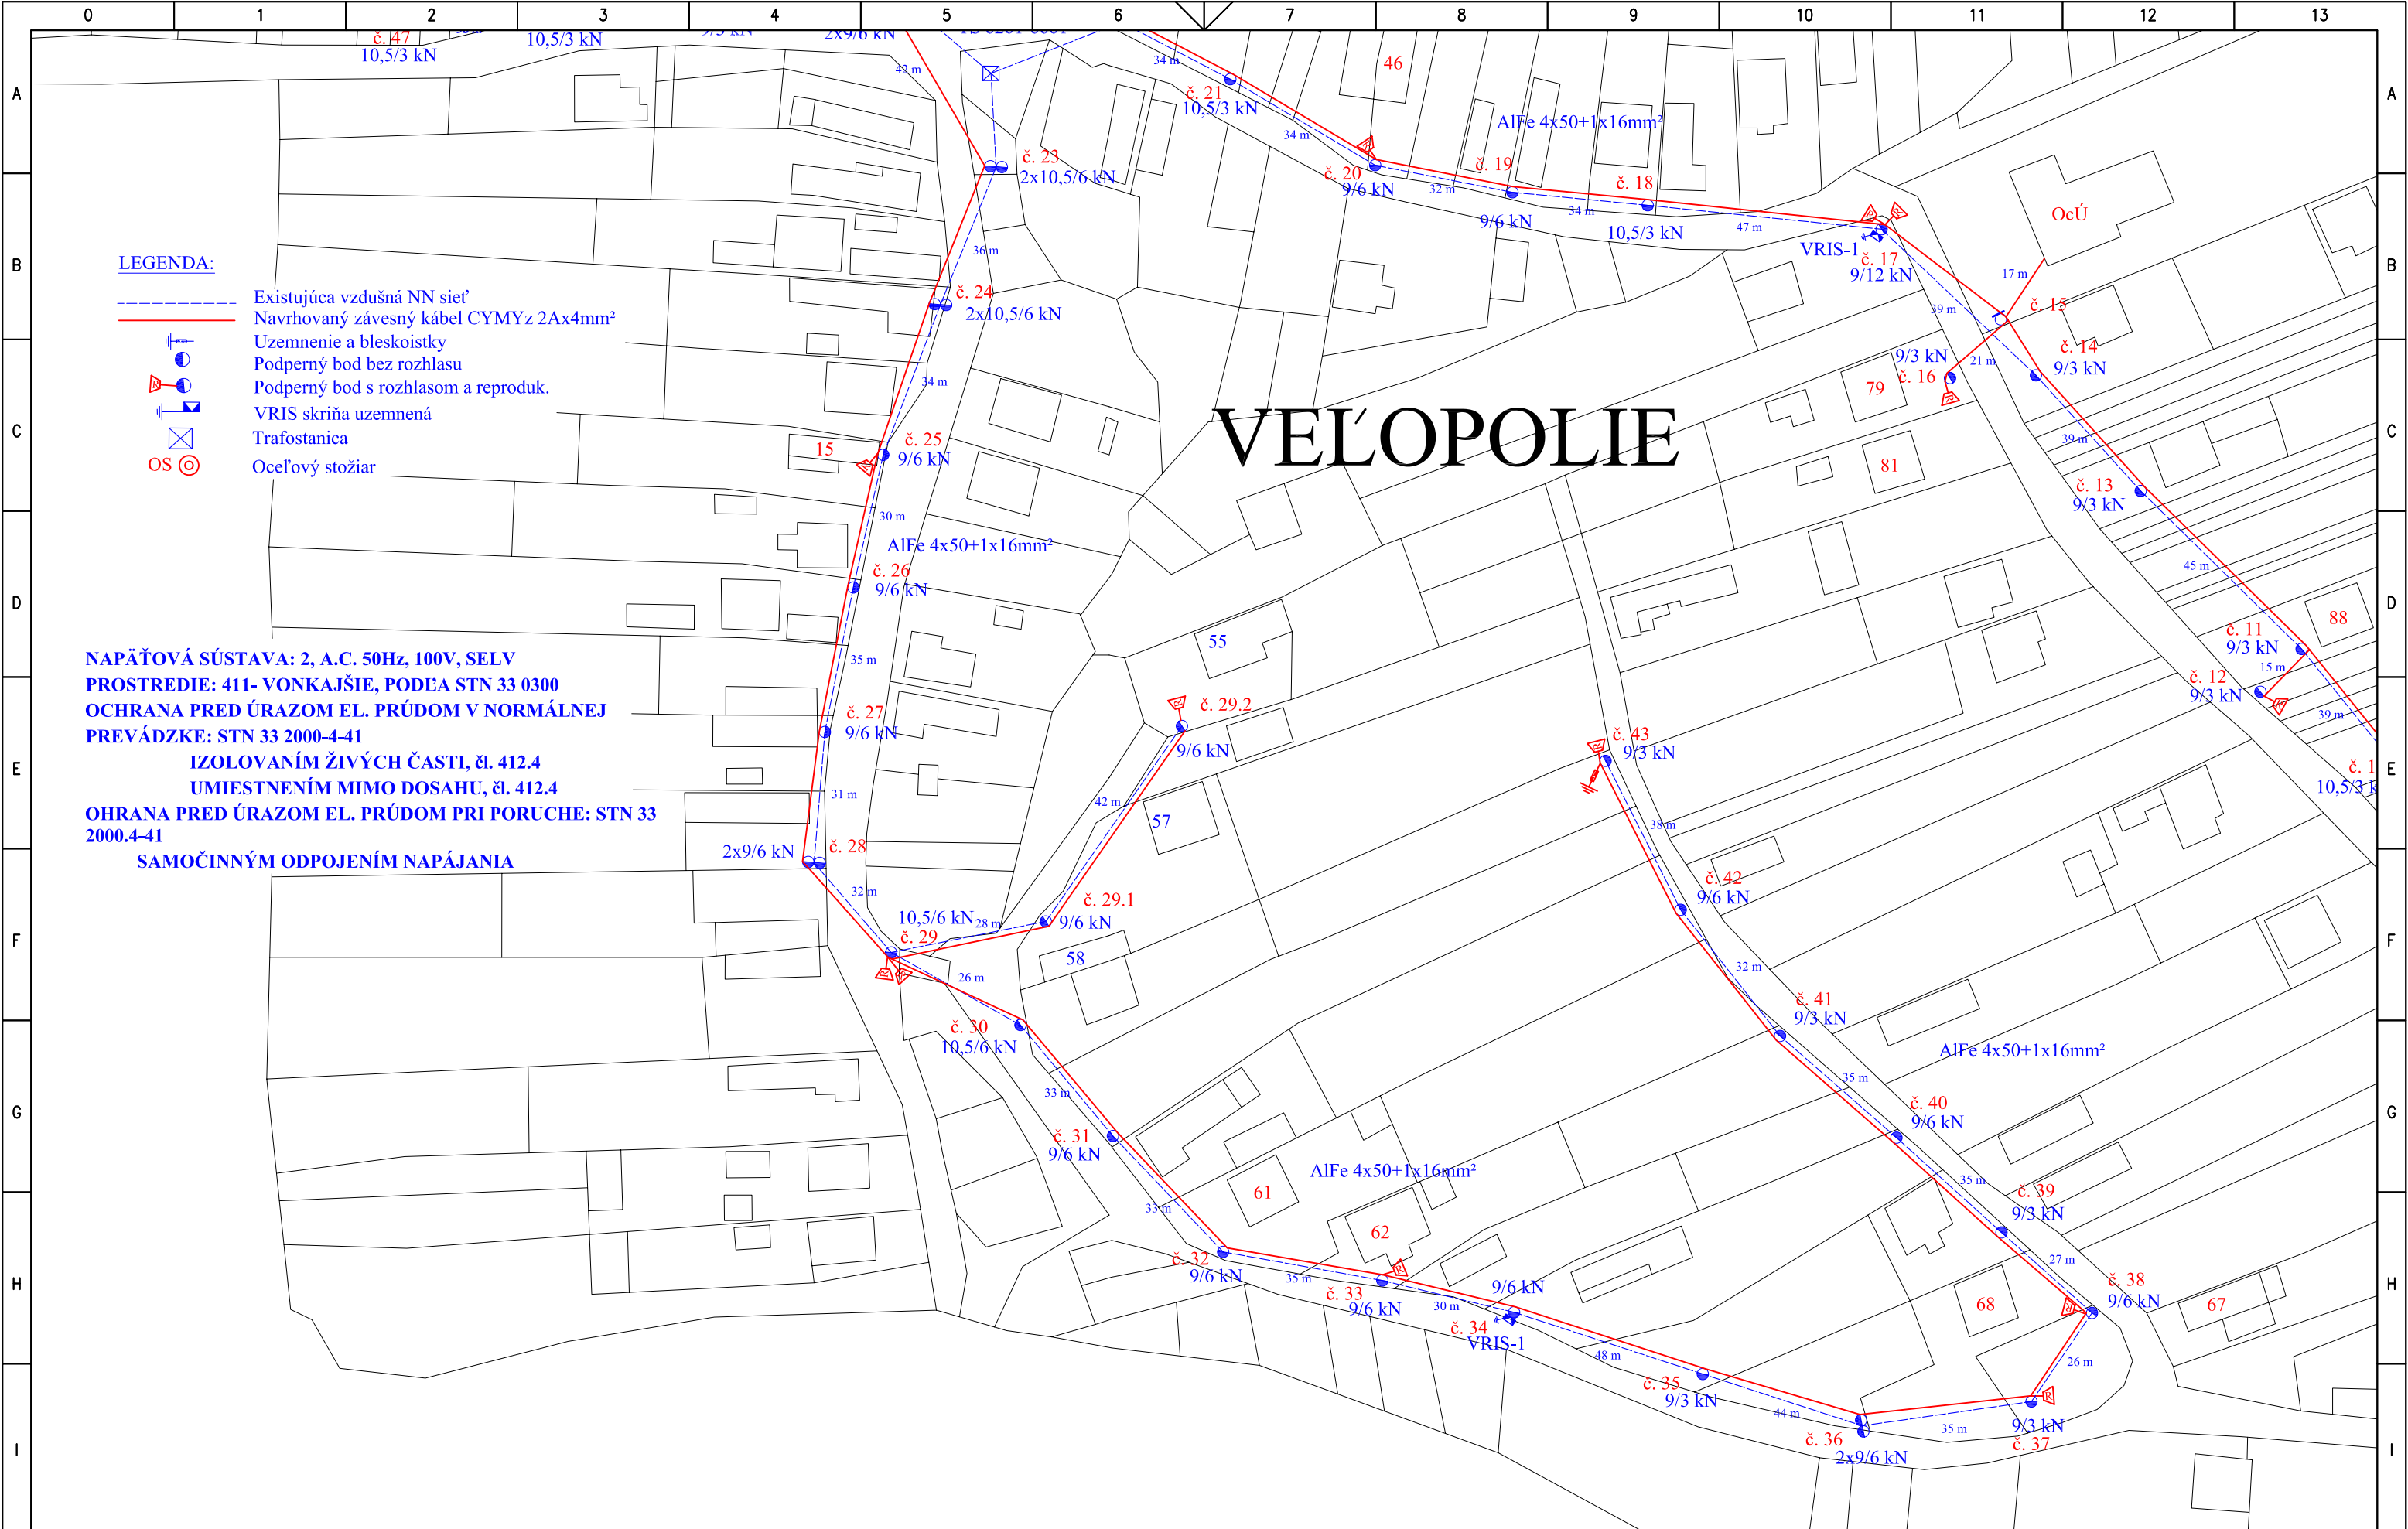 0 1 2 3 4 5 6 7 8 9 10 11 12 13
A
B
C
D
E
F
G
H
I
A
B
C
D
E
F
G
H
I
č. 47
10,5/3 kN
10,5/3 kN
9/3 kN
2x9/6 kN
42 m
34 m
č. 21
10,5/3 kN
34 m
46
AlFe 4x50+1x16mm²
č. 23
2x10,5/6 kN
č. 20
9/6 kN
32 m
č. 19
9/6 kN
34 m
č. 18
10,5/3 kN
47 m
VRIS-1
č. 17
9/12 kN
OcÚ
17 m
36 m
č. 24
2x10,5/6 kN
39 m
č. 15
č. 14
9/3 kN
9/3 kN
č. 16
21 m
79
LEGENDA:
Existujúca vzdušná NN sieť
Navrhovaný závesný kábel CYMYz 2Ax4mm²
Uzemnenie a bleskoistky
Podperný bod bez rozhlasu
R
Podperný bod s rozhlasom a reproduk.
VRIS skriňa uzemnená
Trafostanica
OS
Oceľový stožiar
34 m
VEĽOPOLIE
15
č. 25
9/6 kN
39 m
81
č. 13
9/3 kN
30 m
AlFe 4x50+1x16mm²
č. 26
9/6 kN
45 m
88
č. 11
9/3 kN
15 m
č. 12
9/3 kN
39 m
55
NAPÄŤOVÁ SÚSTAVA: 2, A.C. 50Hz, 100V, SELV
PROSTREDIE: 411- VONKAJŠIE, PODĽA STN 33 0300
OCHRANA PRED ÚRAZOM EL. PRÚDOM V NORMÁLNEJ
PREVÁDZKE: STN 33 2000-4-41
IZOLOVANÍM ŽIVÝCH ČASTI, čl. 412.4
UMIESTNENÍM MIMO DOSAHU, čl. 412.4
OHRANA PRED ÚRAZOM EL. PRÚDOM PRI PORUCHE: STN 33
2000.4-41
SAMOČINNÝM ODPOJENÍM NAPÁJANIA
35 m
č. 27
9/6 kN
č. 29.2
9/6 kN
č. 43
9/3 kN
č. 1
10,5/3 k
31 m
42 m
57
38 m
2x9/6 kN
č. 28
32 m
č. 42
9/6 kN
10,5/6 kN
28 m
č. 29.1
9/6 kN
č. 29
58
26 m
32 m
č. 41
9/3 kN
č. 30
10,5/6 kN
AlFe 4x50+1x16mm²
35 m
33 m
č. 40
9/6 kN
č. 31
9/6 kN
AlFe 4x50+1x16mm²
35 m
61
č. 39
9/3 kN
33 m
62
č. 32
9/6 kN
35 m
č. 33
9/6 kN
30 m
9/6 kN
27 m
č. 38
9/6 kN
68
67
č. 34
VRIS-1
48 m
26 m
č. 35
9/3 kN
44 m
č. 36
2x9/6 kN
35 m
9/3 kN
č. 37